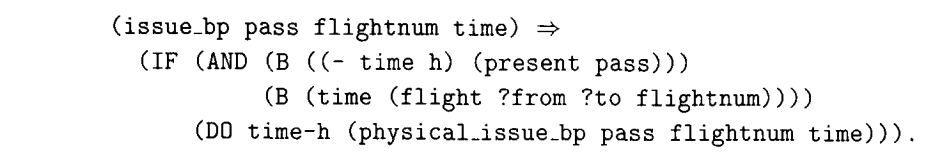 (issue_bp pass flightnum time) ⇒
(IF (AND (B ((- time h) (present pass)))
(B (time (flight ?from ?to flightnum))))
(DO time-h (physical_issue_bp pass flightnum time))).